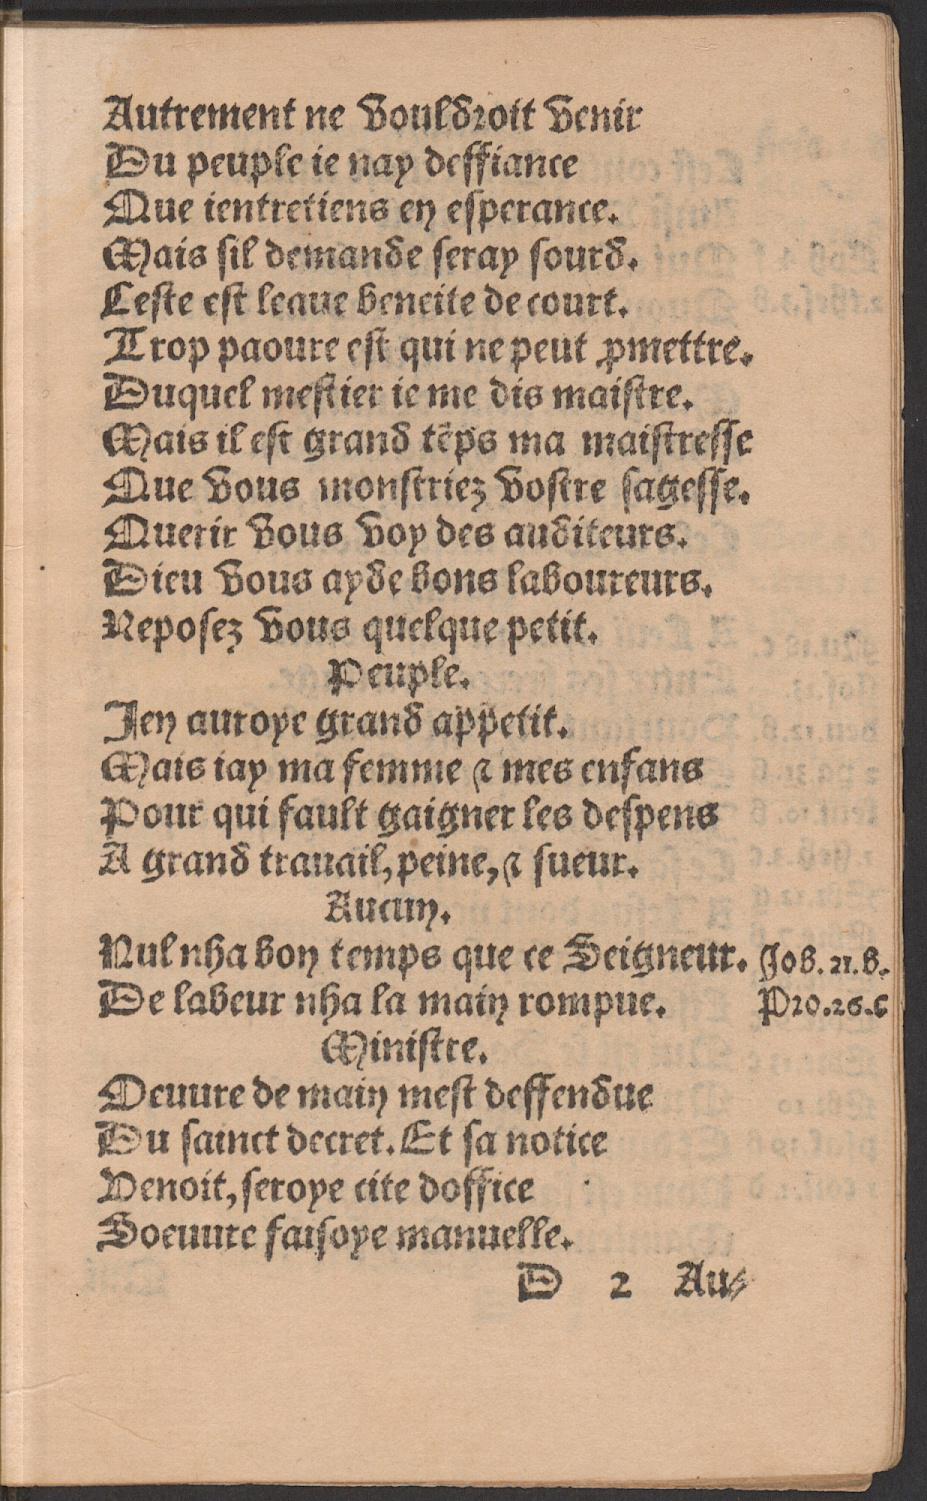 Autrement ne vouldroit venir
Du peuple ie nay deffiance
Que ientretiens en esperance.
Mais sil demande seray sourd.
Ceste est leaue beneite de court.
Trop paoure est qui ne peut ꝓmettre.
Duquel mestier ie me dis maistre.
Mais il est grand tẽps ma maistresse
Que vous monstriez vostre sagesse.
Querir vous voy des auditeurs.
Dieu vous ayde bons laboureurs.
Reposez vous quelque petit.
Peuple.
Jen auroye grand appetit.
Mais iay ma femme & mes enfans
Pour qui fault gaigner les despens
A grand trauail, peine, & sueur.
Aucun.
Nul nha bon temps que ce Seigneur. Job. 21. b.
De labeur nha la main rompue. Pro. 26. c
Ministre.
Oeuure de main mest deffendue
Du sainct decret. Et sa notice
Venoit, seroye cite doffice
Soeuure faisoye manuelle.
D 2 Au⸗